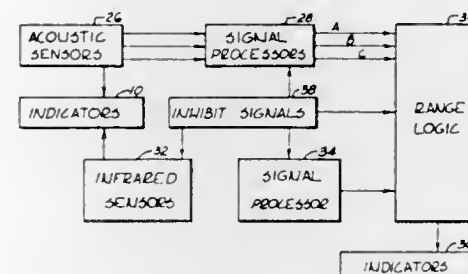 26
28
ACOUSTIC
SENSORS
SIGNAL
PROCESSORS
A
B
C
10
38
INDICATORS
INHIBIT SIGNALS
RANGE
LOGIC
32
34
INFRARED
SENSORS
SIGNAL
PROCESSOR
INDICATORS